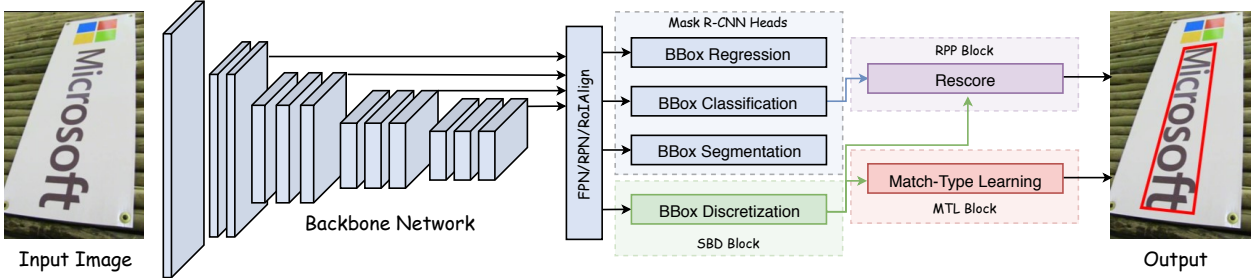 Microsoft
Input Image
Backbone Network
FPN/RPN/RoIAlign
Mask R-CNN Heads
BBox Regression
BBox Classification
BBox Segmentation
BBox Discretization
SBD Block
RPP Block
Rescore
Match-Type Learning
MTL Block
Microsoft
Output